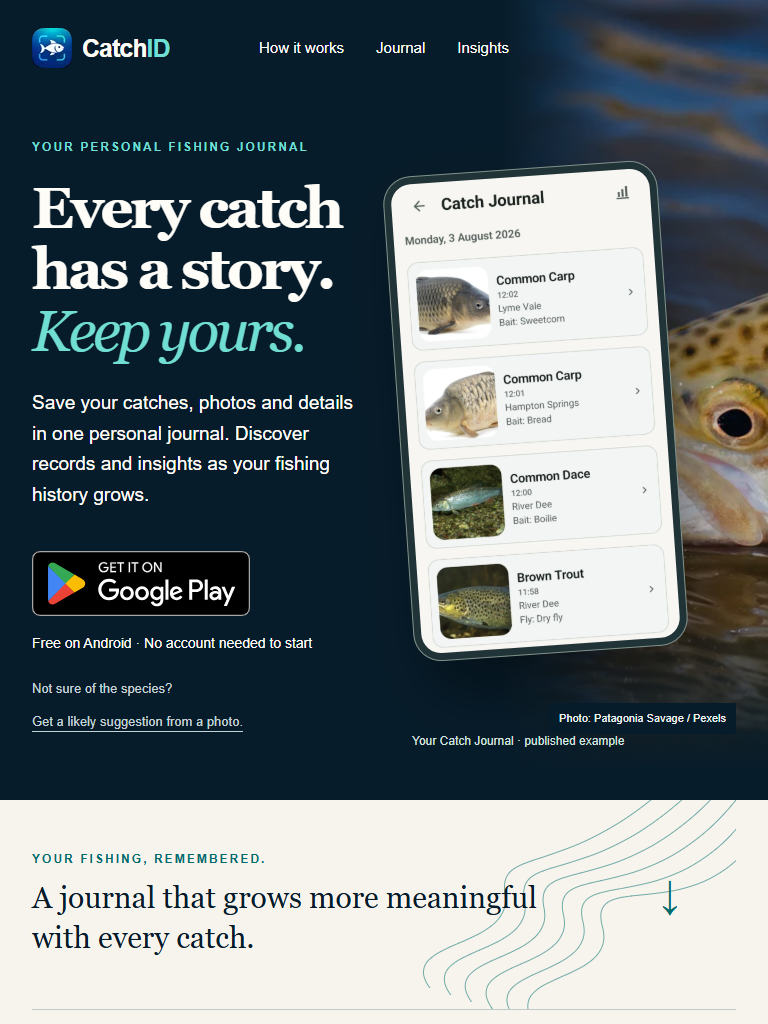 CatchID
How it works
Journal
Insights
YOUR PERSONAL FISHING JOURNAL
Every catch
has a story.
Keep yours.
Save your catches, photos and details
in one personal journal. Discover
records and insights as your fishing
history grows.
GET IT ON
Google Play
Free on Android · No account needed to start
Not sure of the species?
Get a likely suggestion from a photo.
Catch Journal
Monday, 3 August 2026
Common Carp
12:02
Lyme Vale
Bait: Sweetcorn
Common Carp
12:01
Hampton Springs
Bait: Bread
Common Dace
12:00
River Dee
Bait: Boilie
Brown Trout
11:58
River Dee
Fly: Dry fly
Photo: Patagonia Savage / Pexels
Your Catch Journal · published example
YOUR FISHING, REMEMBERED.
A journal that grows more meaningful
with every catch.